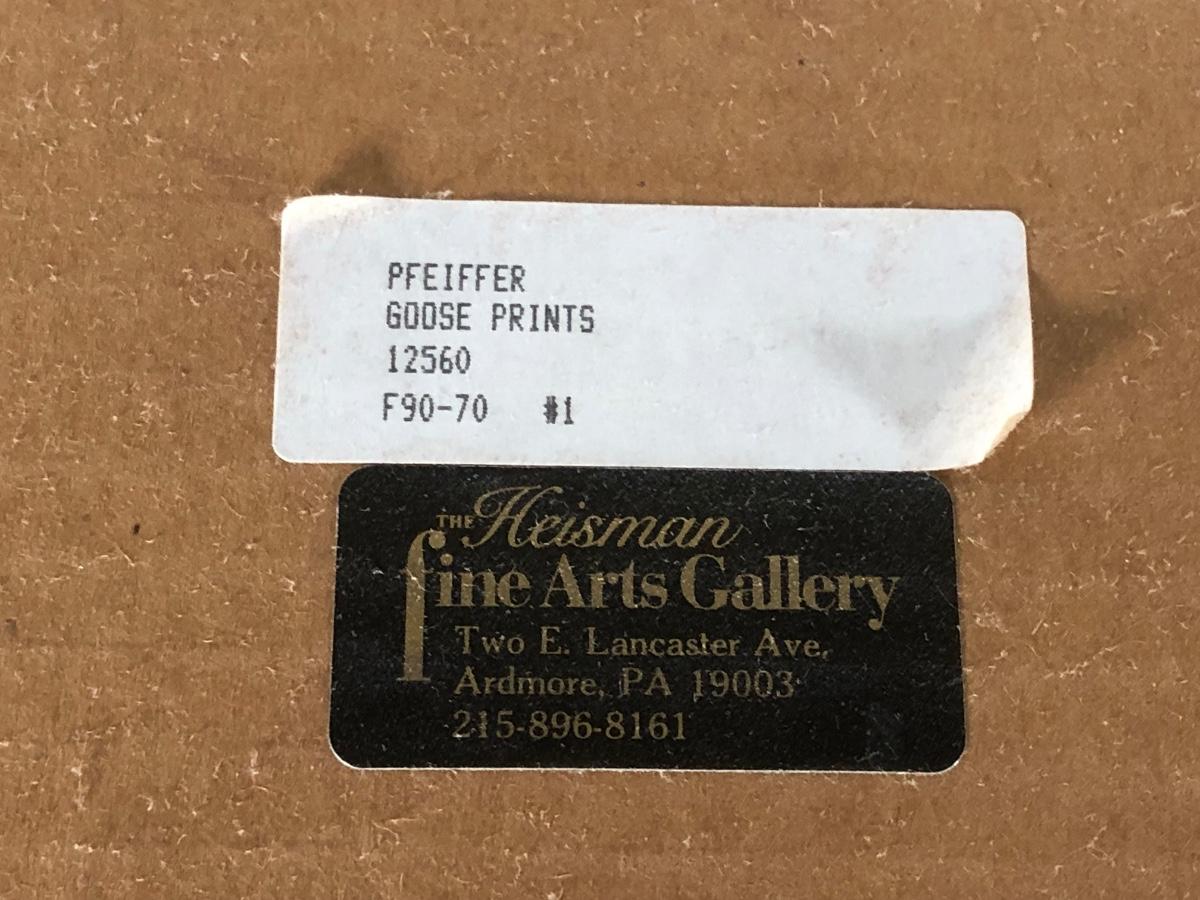 PFEIFFER
GOOSE PRINTS
12560
F90-70 #1
THE Heisman
fine Arts Gallery
Two E. Lancaster Ave.
Ardmore, PA 19003
215-896-8161